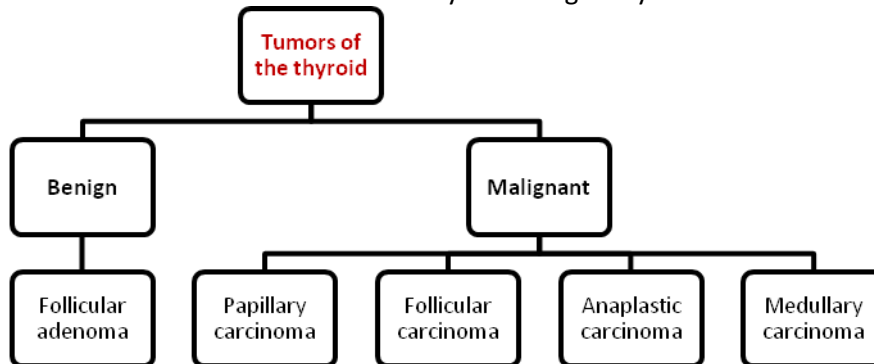 Tumors of
the thyroid
Benign
Malignant
Follicular
adenoma
Papillary
carcinoma
Follicular
carcinoma
Anaplastic
carcinoma
Medullary
carcinoma